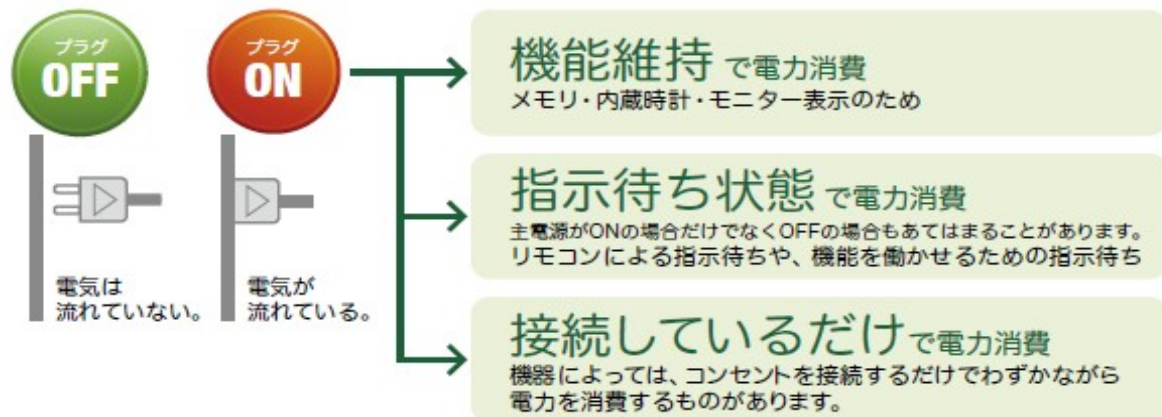 プラグ
OFF
電気は
流れていない。
プラグ
ON
電気が
流れている。
機能維持で電力消費
メモリ・内蔵時計・モニター表示のため
指示待ち状態で電力消費
主電源がONの場合だけでなくOFFの場合もあてはまることがあります。
リモコンによる指示待ちや、機能を働かせるための指示待ち
接続しているだけで電力消費
機器によっては、コンセントを接続するだけでわずかながら
電力を消費するものがあります。